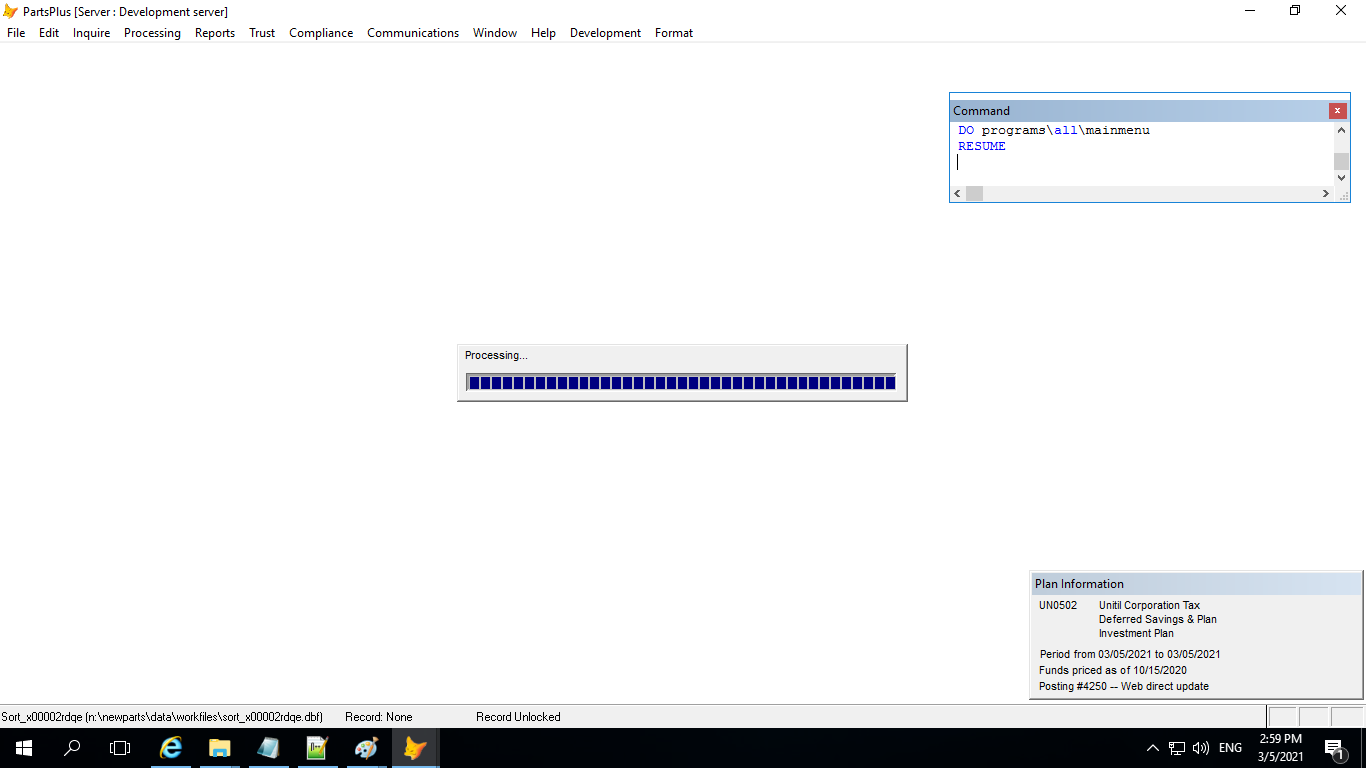 PartsPlus [Server : Development server]
File Edit Inquire Processing Reports Trust Compliance Communications Window Help Development Format
Command
DO programs\all\mainmenu
RESUME
Processing...
Plan Information
UN0502 Unitil Corporation Tax
Deferred Savings & Plan
Investment Plan
Period from 03/05/2021 to 03/05/2021
Funds priced as of 10/15/2020
Posting #4250 -- Web direct update
Sort_x00002rdqe (n:\newparts\data\workfiles\sort_x00002rdqe.dbf) Record: None Record Unlocked
ENG
2:59 PM
3/5/2021
1